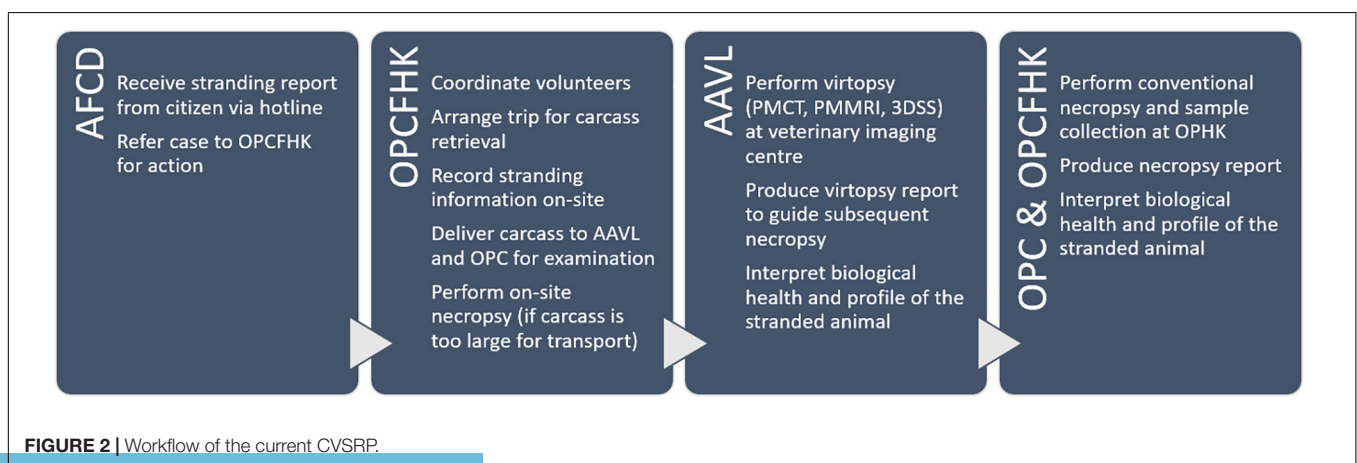 AFCD
Receive stranding report
from citizen via hotline
Refer case to OPCFHK
for action
OPCFHK
Coordinate volunteers
Arrange trip for carcass
retrieval
Record stranding
information on-site
Deliver carcass to AAVL
and OPC for examination
Perform on-site
necropsy (if carcass is
too large for transport)
AAVL
Perform virtopsy
(PMCT, PMMRI, 3DSS)
at veterinary imaging
centre
Produce virtopsy report
to guide subsequent
necropsy
Interpret biological
health and profile of the
stranded animal
OPC & OPCFHK
Perform conventional
necropsy and sample
collection at OPHK
Produce necropsy report
Interpret biological
health and profile of the
stranded animal
FIGURE 2 | Workflow of the current CVSRP.